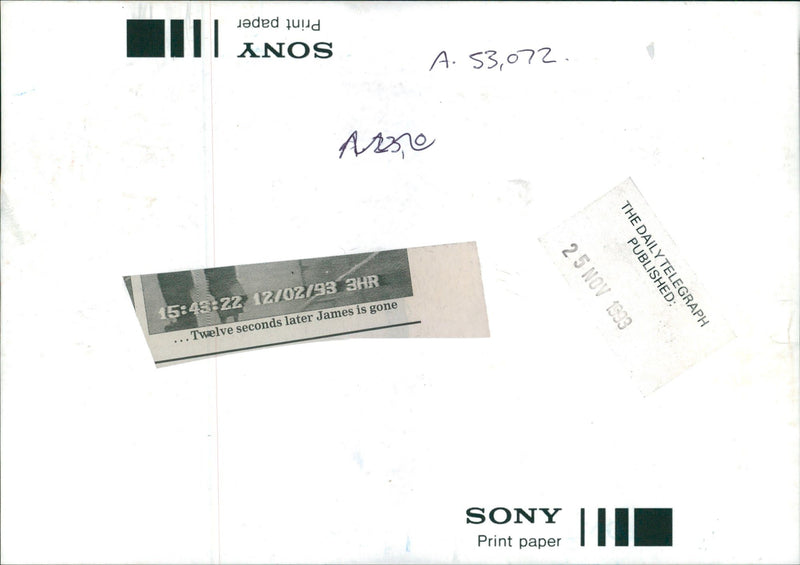 Print paper
SONY
A. 53,072.
THE DAILY TELEGRAPH
PUBLISHED:
25 NOV 1993
15:43:22 12/02/93 3HR
...Twelve seconds later James is gone
SONY
Print paper